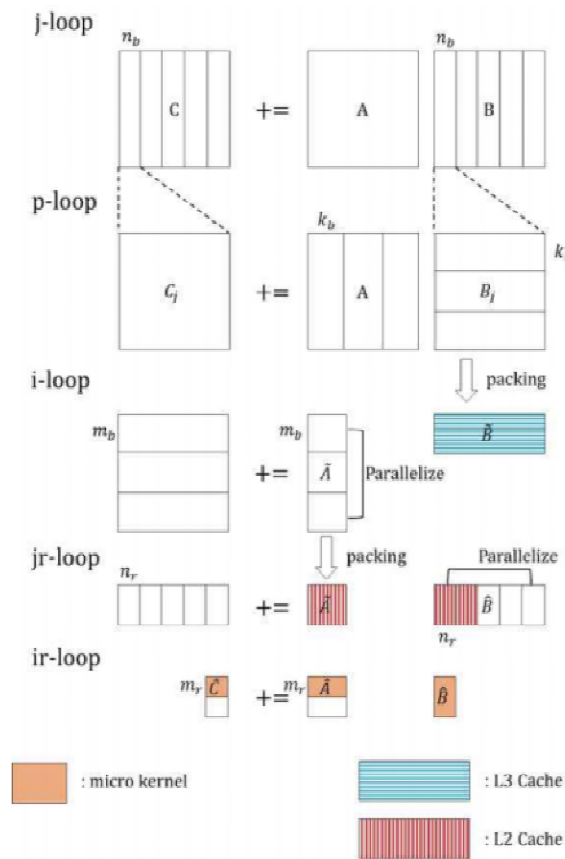 j-loop
n_b
n_b
C
+=
A
B
p-loop
k_b
k
C_j
+=
A
B_j
i-loop
packing
m_b
m_b
B̃
+=
Ã
Parallelize
jr-loop
packing
Parallelize
n_r
+=
Ã
B̂
n_r
ir-loop
m_r
Ĉ
+=
m_r
Â
B̂
: micro kernel
: L3 Cache
: L2 Cache